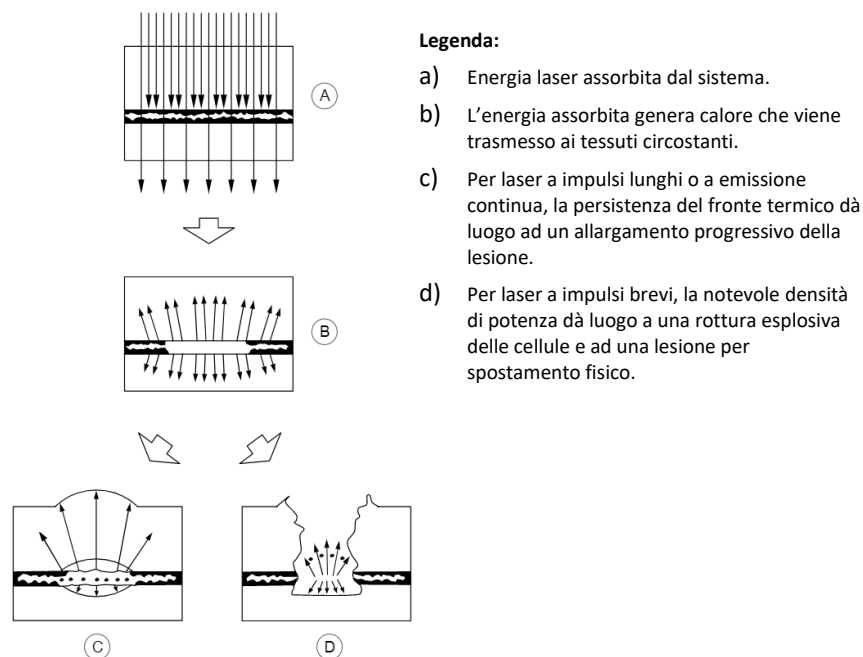 Legenda:
a) Energia laser assorbita dal sistema.
b) L’energia assorbita genera calore che viene
trasmesso ai tessuti circostanti.
c) Per laser a impulsi lunghi o a emissione
continua, la persistenza del fronte termico dà
luogo ad un allargamento progressivo della
lesione.
d) Per laser a impulsi brevi, la notevole densità
di potenza dà luogo a una rottura esplosiva
delle cellule e ad una lesione per
spostamento fisico.
A
B
C
D